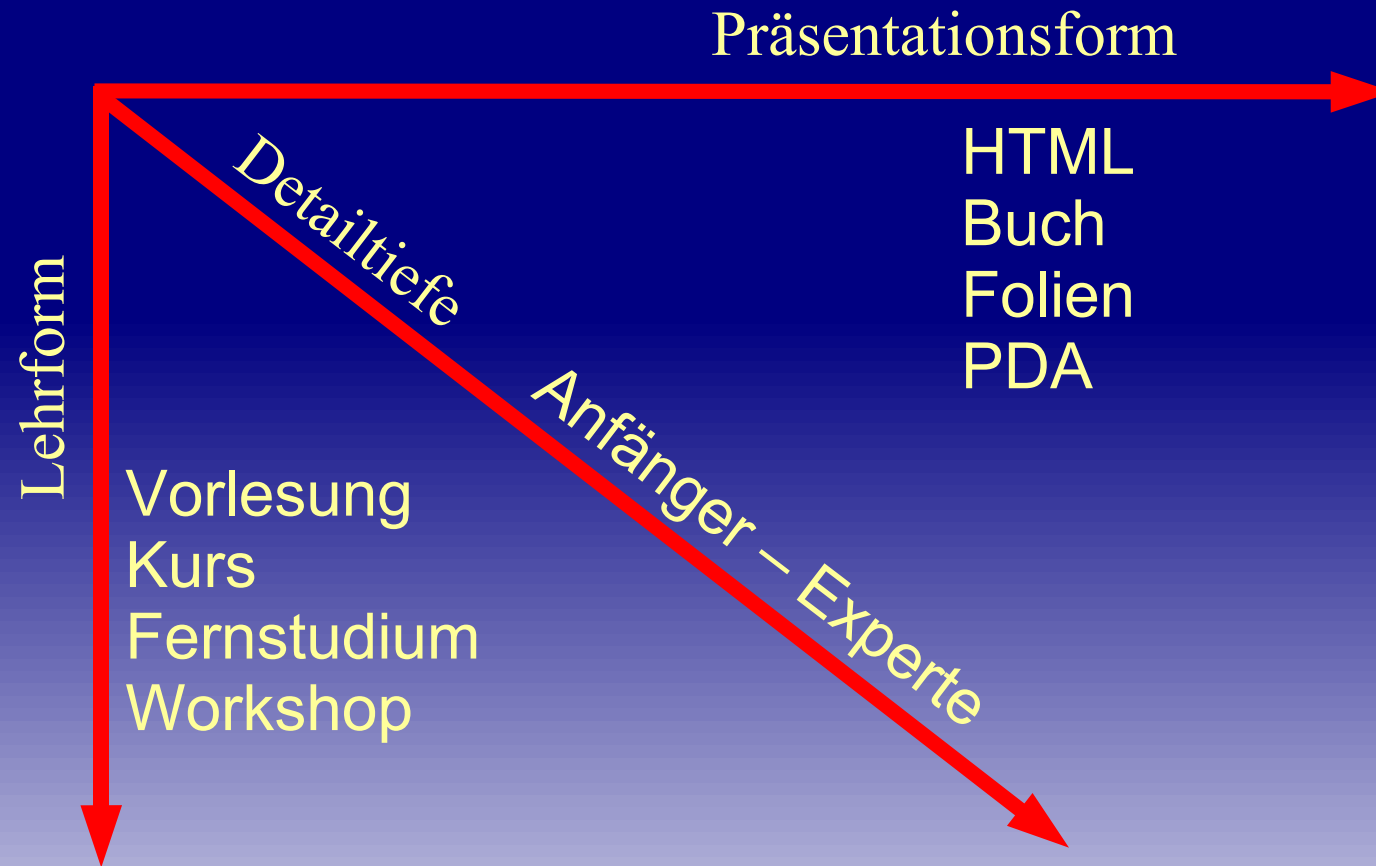 Präsentationsform
HTML
Buch
Folien
PDA
Detailtiefe
Anfänger – Experte
Lehrform
Vorlesung
Kurs
Fernstudium
Workshop